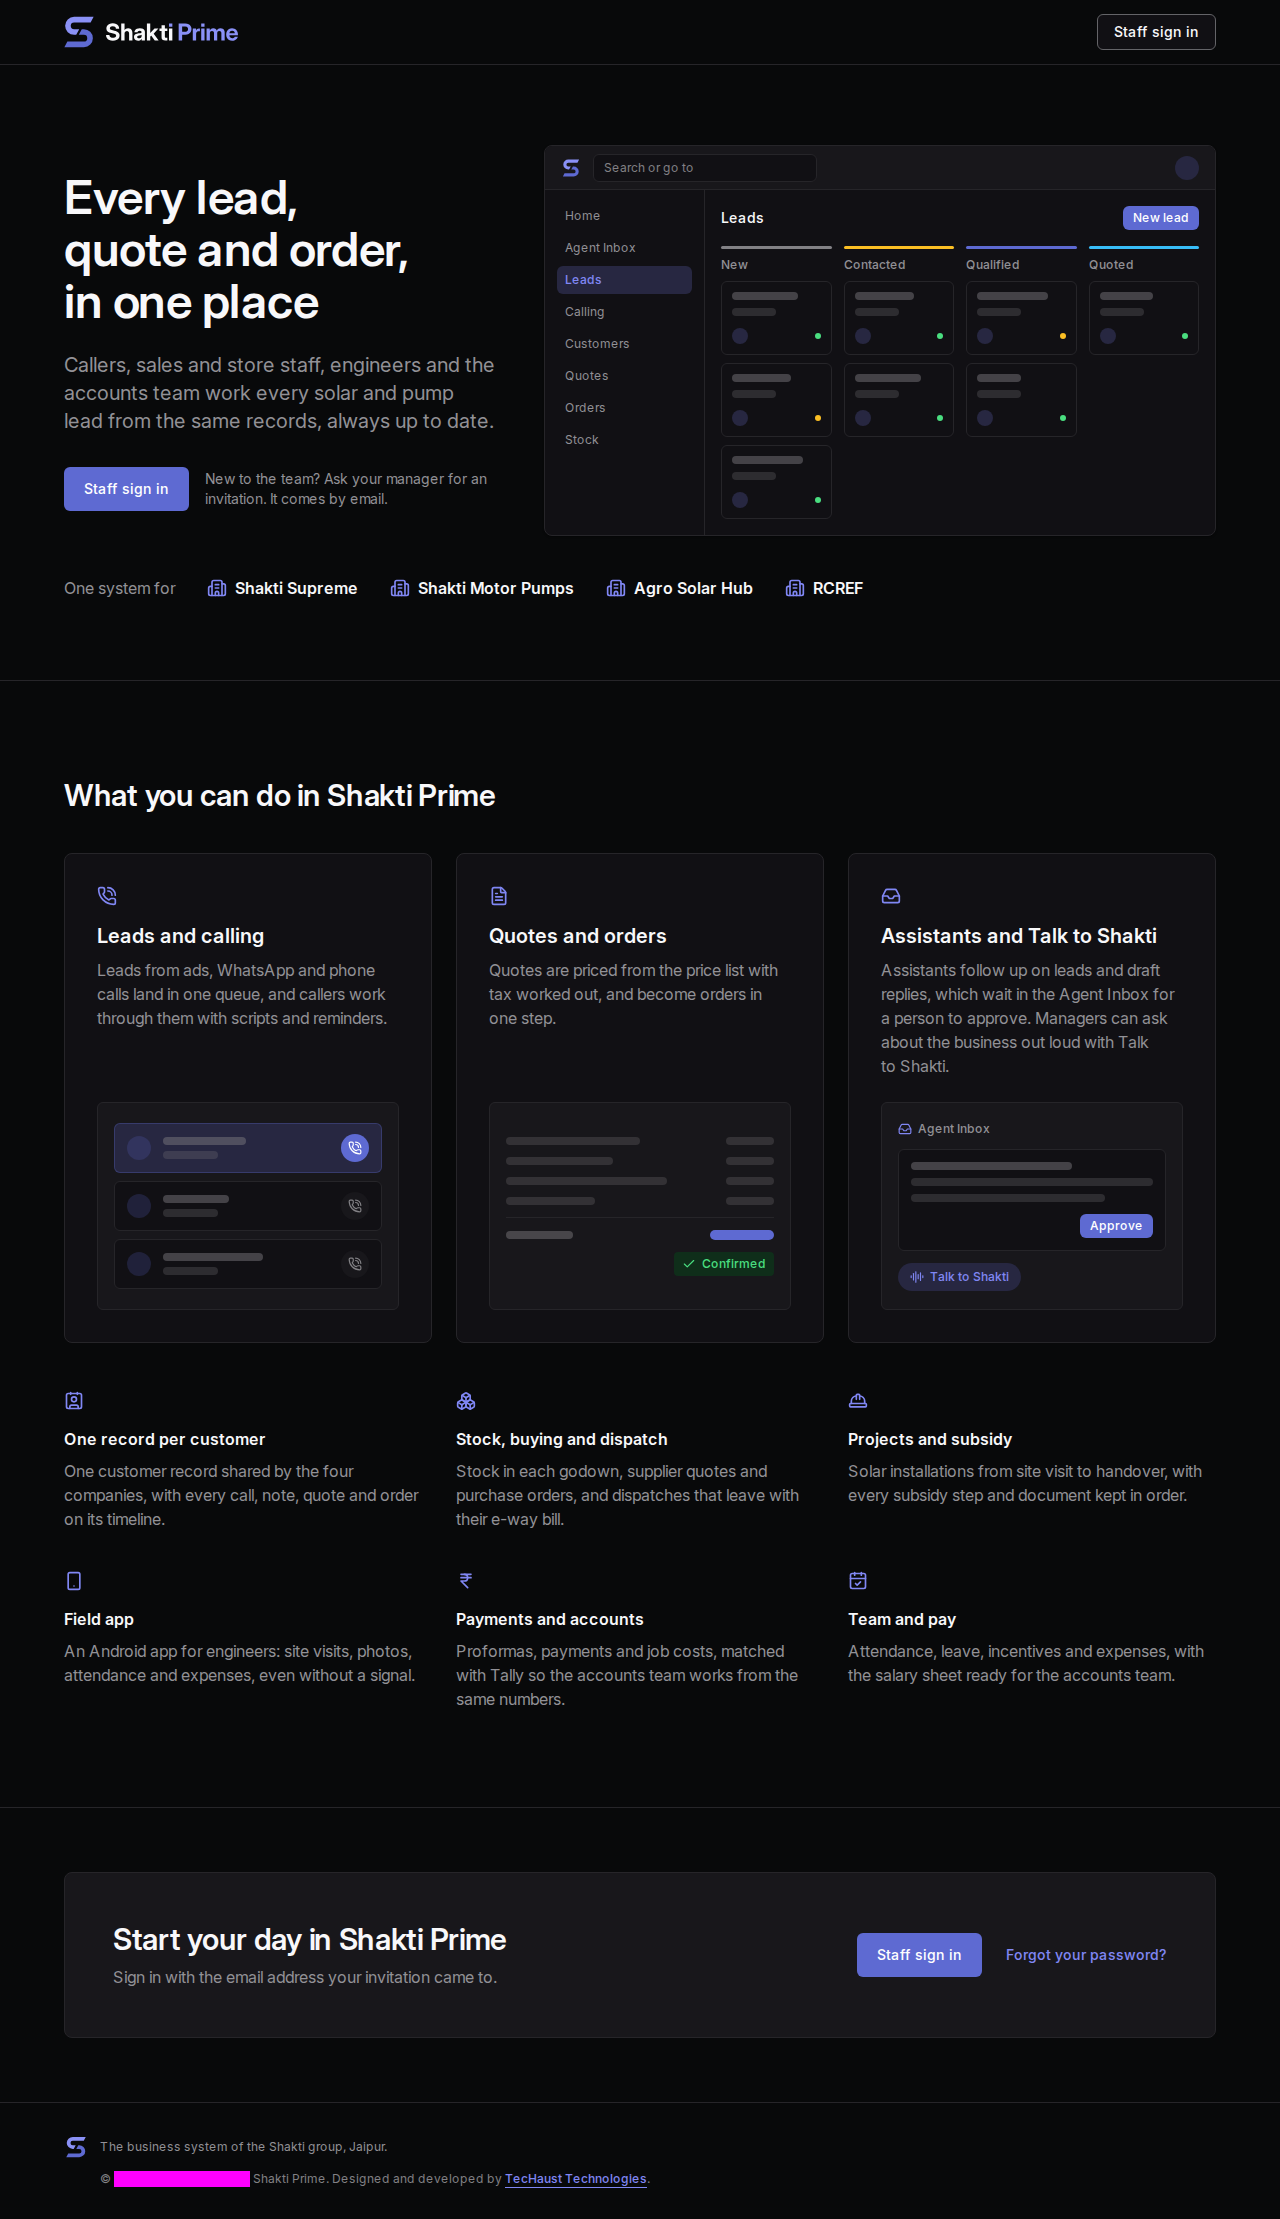 Shakti Prime
Staff sign in
Every lead,
quote and order,
in one place
Callers, sales and store staff, engineers and the
accounts team work every solar and pump
lead from the same records, always up to date.
Staff sign in
New to the team? Ask your manager for an
invitation. It comes by email.
Search or go to
Home
Agent Inbox
Leads
Calling
Customers
Quotes
Orders
Stock
Leads
New lead
New
Contacted
Qualified
Quoted
One system for
Shakti Supreme
Shakti Motor Pumps
Agro Solar Hub
RCREF
What you can do in Shakti Prime
Leads and calling
Leads from ads, WhatsApp and phone
calls land in one queue, and callers work
through them with scripts and reminders.
Quotes and orders
Quotes are priced from the price list with
tax worked out, and become orders in
one step.
Confirmed
Assistants and Talk to Shakti
Assistants follow up on leads and draft
replies, which wait in the Agent Inbox for
a person to approve. Managers can ask
about the business out loud with Talk
to Shakti.
Agent Inbox
Approve
Talk to Shakti
One record per customer
One customer record shared by the four
companies, with every call, note, quote and order
on its timeline.
Stock, buying and dispatch
Stock in each godown, supplier quotes and
purchase orders, and dispatches that leave with
their e-way bill.
Projects and subsidy
Solar installations from site visit to handover, with
every subsidy step and document kept in order.
Field app
An Android app for engineers: site visits, photos,
attendance and expenses, even without a signal.
Payments and accounts
Proformas, payments and job costs, matched
with Tally so the accounts team works from the
same numbers.
Team and pay
Attendance, leave, incentives and expenses, with
the salary sheet ready for the accounts team.
Start your day in Shakti Prime
Sign in with the email address your invitation came to.
Staff sign in
Forgot your password?
The business system of the Shakti group, Jaipur.
© Shakti Prime. Designed and developed by TecHaust Technologies.